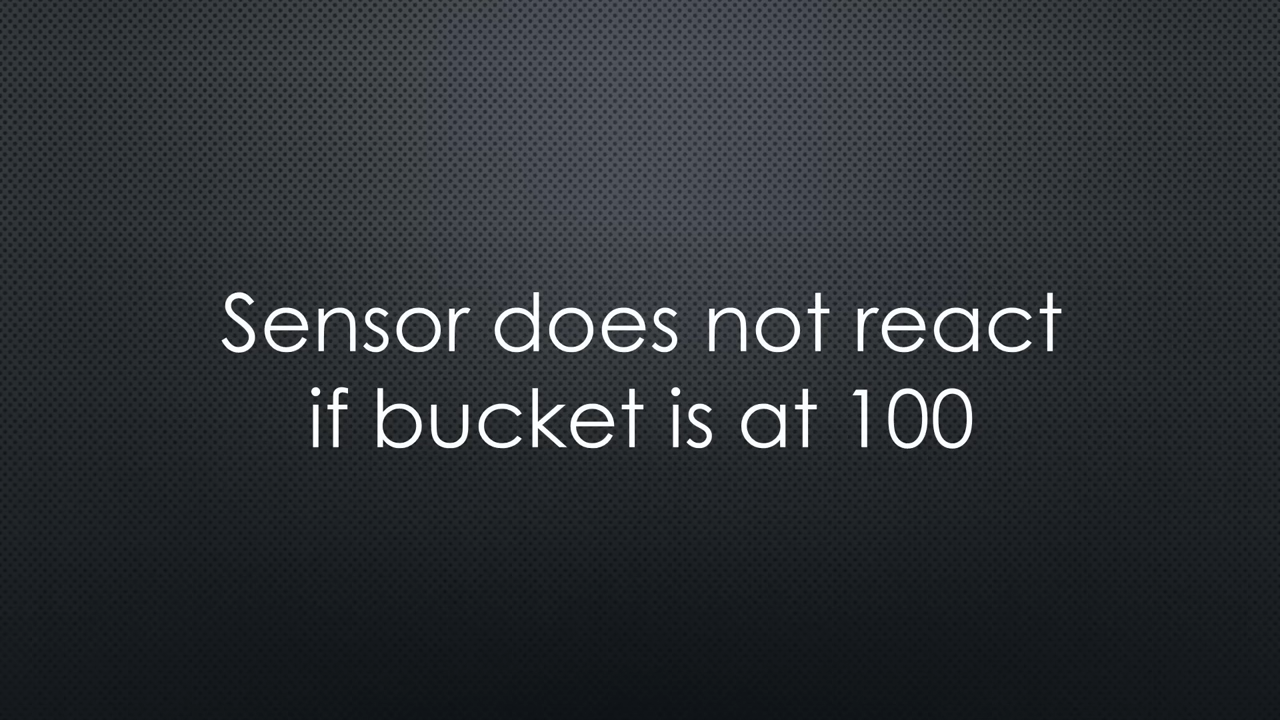 Sensor does not react
if bucket is at 100